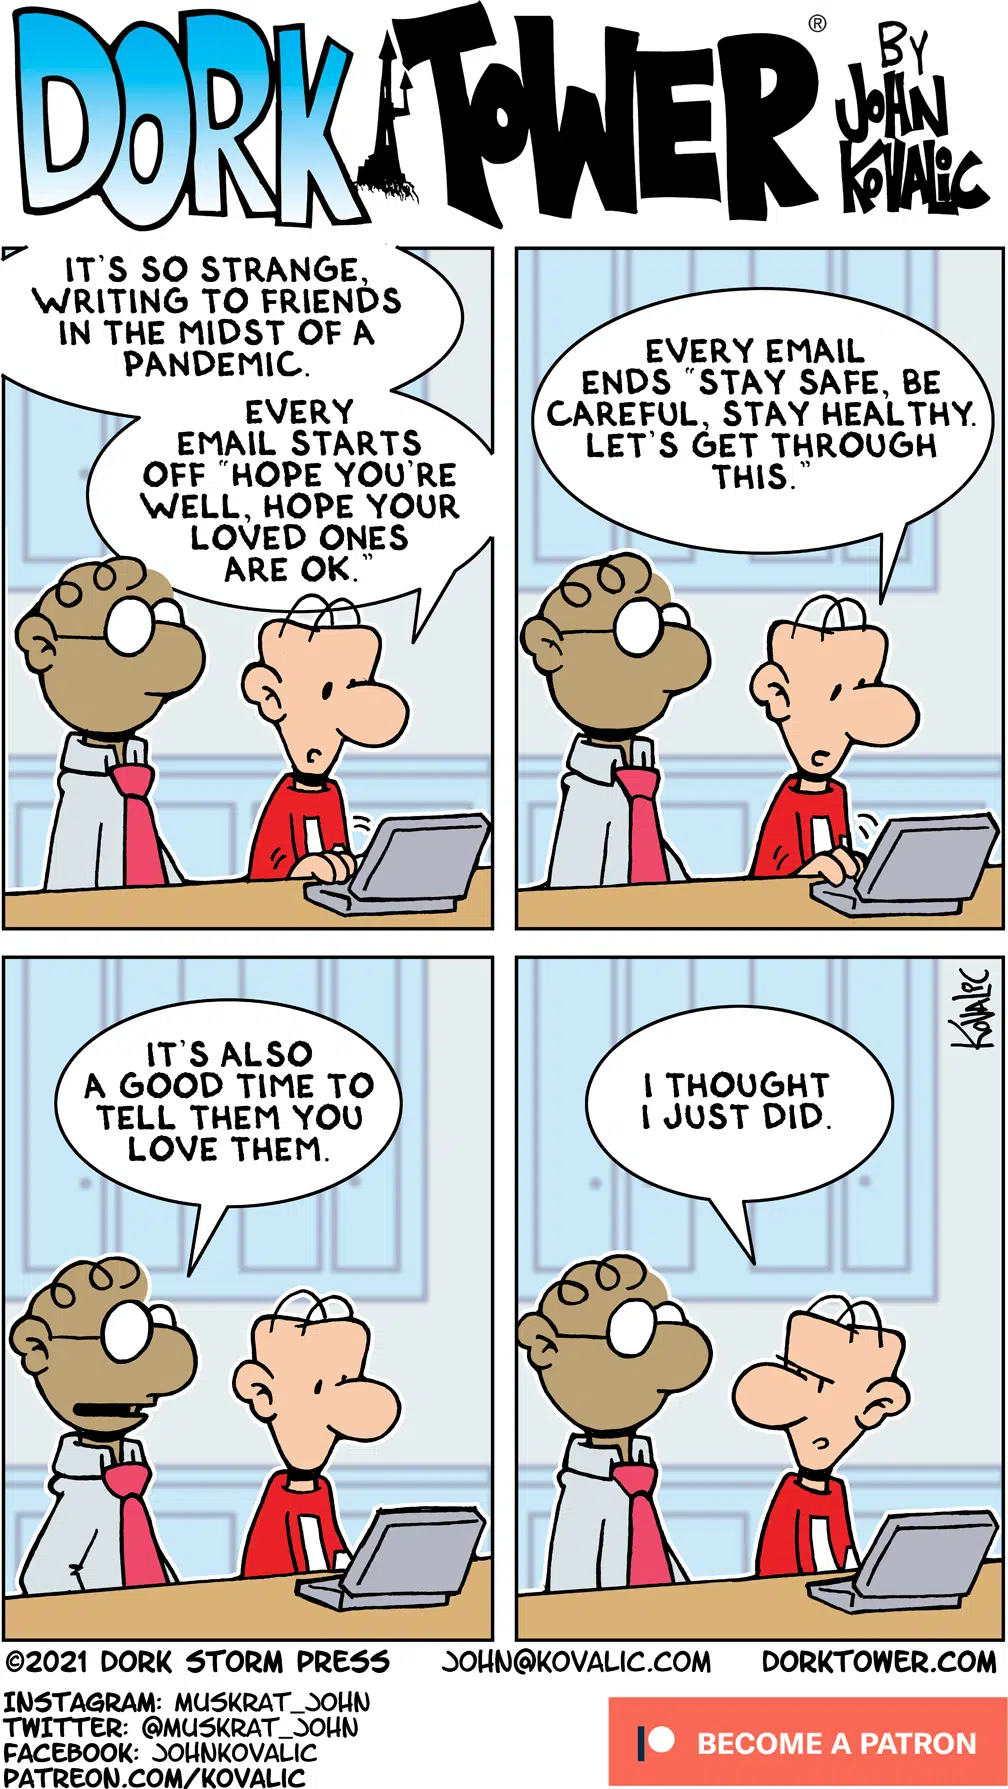 DORK TOWER ®
BY
JOHN
KOVALIC
IT'S SO STRANGE,
WRITING TO FRIENDS
IN THE MIDST OF A
PANDEMIC.
EVERY
EMAIL STARTS
OFF "HOPE YOU'RE
WELL, HOPE YOUR
LOVED ONES
ARE OK."
EVERY EMAIL
ENDS "STAY SAFE, BE
CAREFUL, STAY HEALTHY.
LET'S GET THROUGH
THIS."
IT'S ALSO
A GOOD TIME TO
TELL THEM YOU
LOVE THEM.
I THOUGHT
I JUST DID.
KOVALIC
©2021 DORK STORM PRESS JOHN@KOVALIC.COM DORKTOWER.COM
INSTAGRAM: MUSKRAT_JOHN
TWITTER: @MUSKRAT_JOHN
FACEBOOK: JOHNKOVALIC
PATREON.COM/KOVALIC
BECOME A PATRON